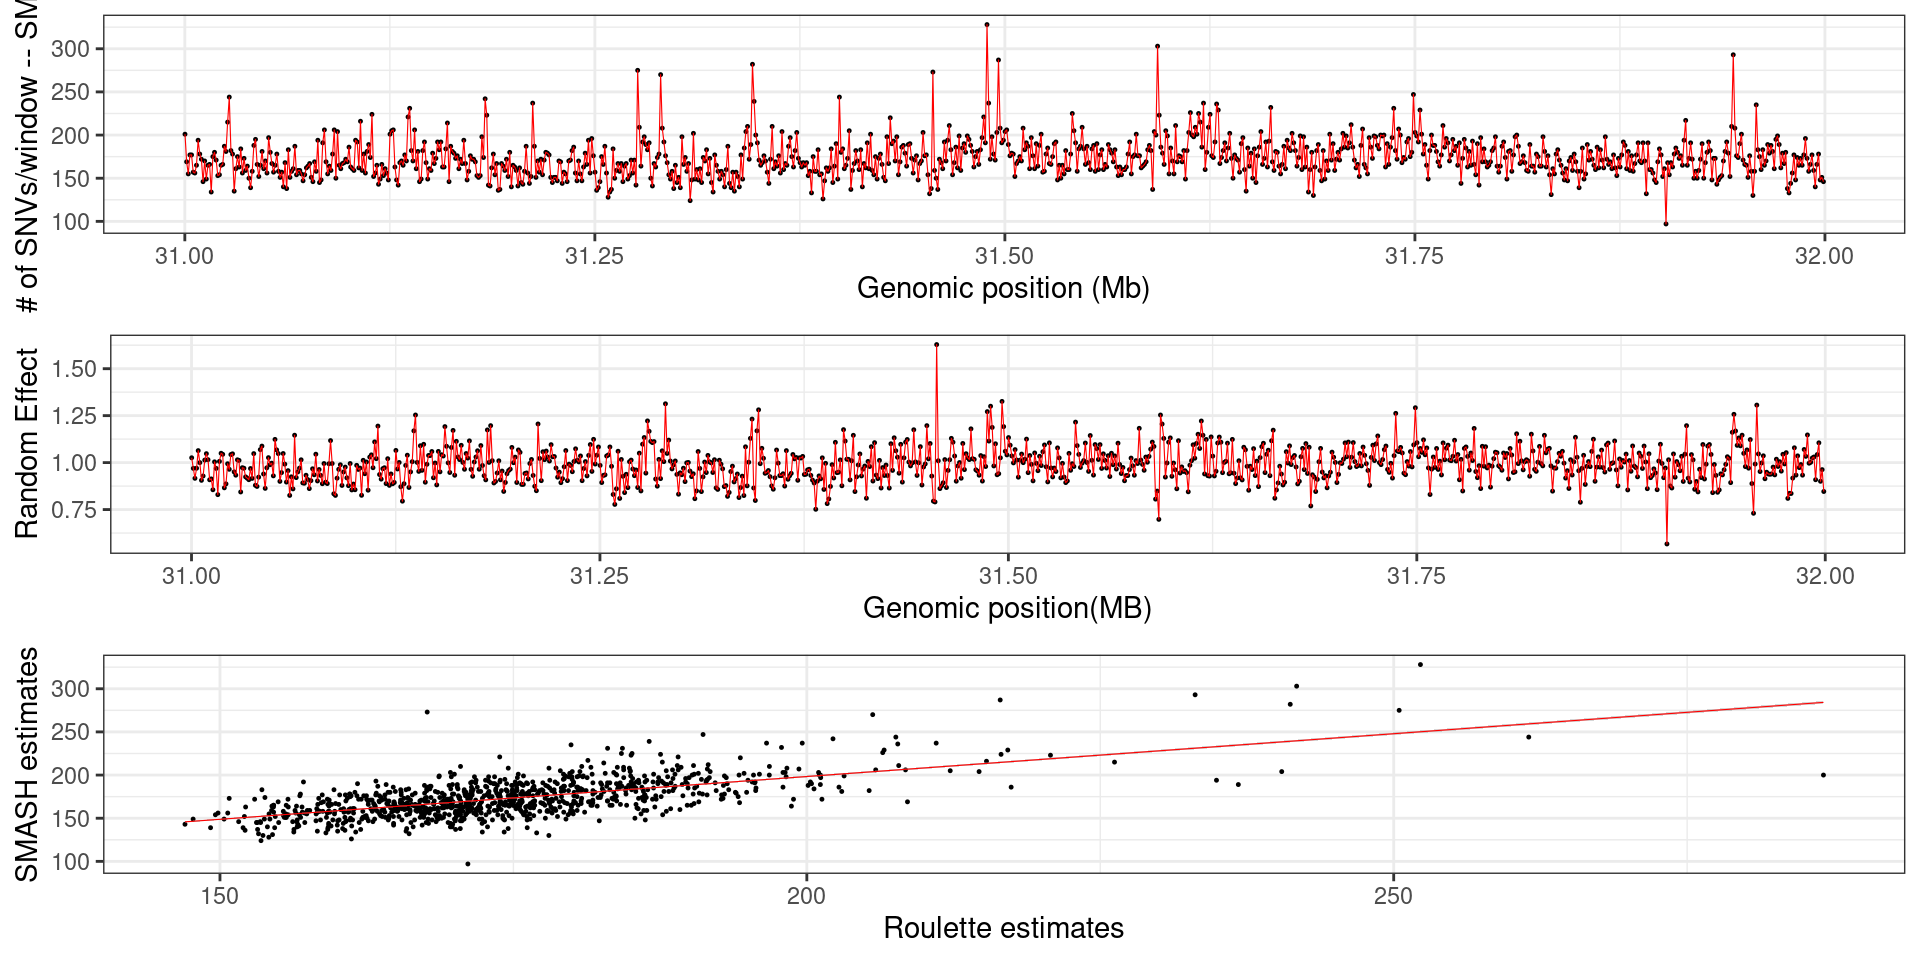 # of SNVs/window -- SM
300
250
200
150
100
31.00 31.25 31.50 31.75 32.00
Genomic position (Mb)
Random Effect
1.50
1.25
1.00
0.75
31.00 31.25 31.50 31.75 32.00
Genomic position(MB)
SMASH estimates
300
250
200
150
100
150 200 250
Roulette estimates